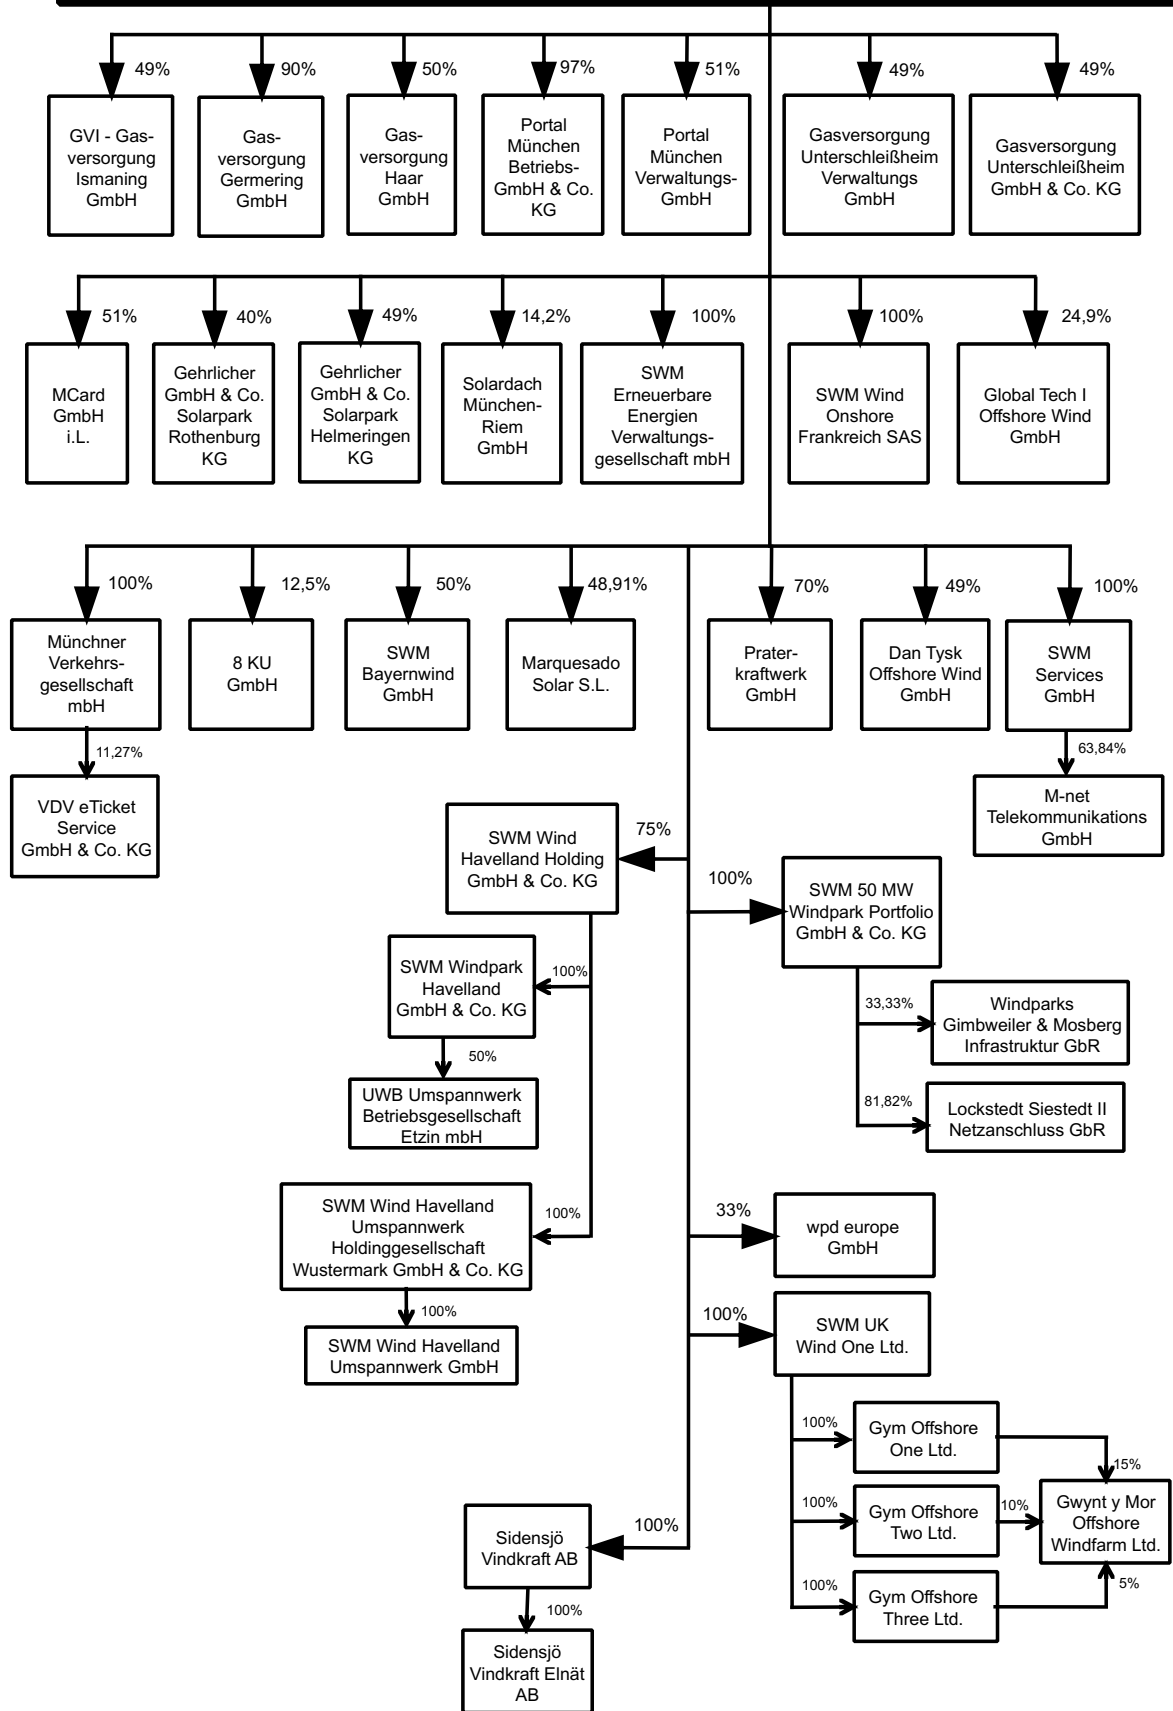 49%
90%
50%
97%
51%
49%
49%
GVI - Gas-
versorgung
Ismaning
GmbH
Gas-
versorgung
Germering
GmbH
Gas-
versorgung
Haar
GmbH
Portal
München
Betriebs-
GmbH & Co.
KG
Portal
München
Verwaltungs-
GmbH
Gasversorgung
Unterschleißheim
Verwaltungs
GmbH
Gasversorgung
Unterschleißheim
GmbH & Co. KG
51%
40%
49%
14,2%
100%
100%
24,9%
MCard
GmbH
i.L.
Gehrlicher
GmbH & Co.
Solarpark
Rothenburg
KG
Gehrlicher
GmbH & Co.
Solarpark
Helmeringen
KG
Solardach
München-
Riem
GmbH
SWM
Erneuerbare
Energien
Verwaltungs-
gesellschaft mbH
SWM Wind
Onshore
Frankreich SAS
Global Tech I
Offshore Wind
GmbH
100%
12,5%
50%
48,91%
70%
49%
100%
Münchner
Verkehrs-
gesellschaft
mbH
8 KU
GmbH
SWM
Bayernwind
GmbH
Marquesado
Solar S.L.
Prater-
kraftwerk
GmbH
Dan Tysk
Offshore Wind
GmbH
SWM
Services
GmbH
11,27%
63,84%
VDV eTicket
Service
GmbH & Co. KG
M-net
Telekommunikations
GmbH
75%
SWM Wind
Havelland Holding
GmbH & Co. KG
100%
SWM 50 MW
Windpark Portfolio
GmbH & Co. KG
100%
SWM Windpark
Havelland
GmbH & Co. KG
33,33%
Windparks
Gimbweiler & Mosberg
Infrastruktur GbR
50%
UWB Umspannwerk
Betriebsgesellschaft
Etzin mbH
81,82%
Lockstedt Siestedt II
Netzanschluss GbR
100%
SWM Wind Havelland
Umspannwerk
Holdinggesellschaft
Wustermark GmbH & Co. KG
33%
wpd europe
GmbH
100%
SWM Wind Havelland
Umspannwerk GmbH
100%
SWM UK
Wind One Ltd.
100%
Gym Offshore
One Ltd.
15%
100%
Gym Offshore
Two Ltd.
10%
Gwynt y Mor
Offshore
Windfarm Ltd.
100%
Gym Offshore
Three Ltd.
5%
100%
Sidensjö
Vindkraft AB
100%
Sidensjö
Vindkraft Elnät
AB